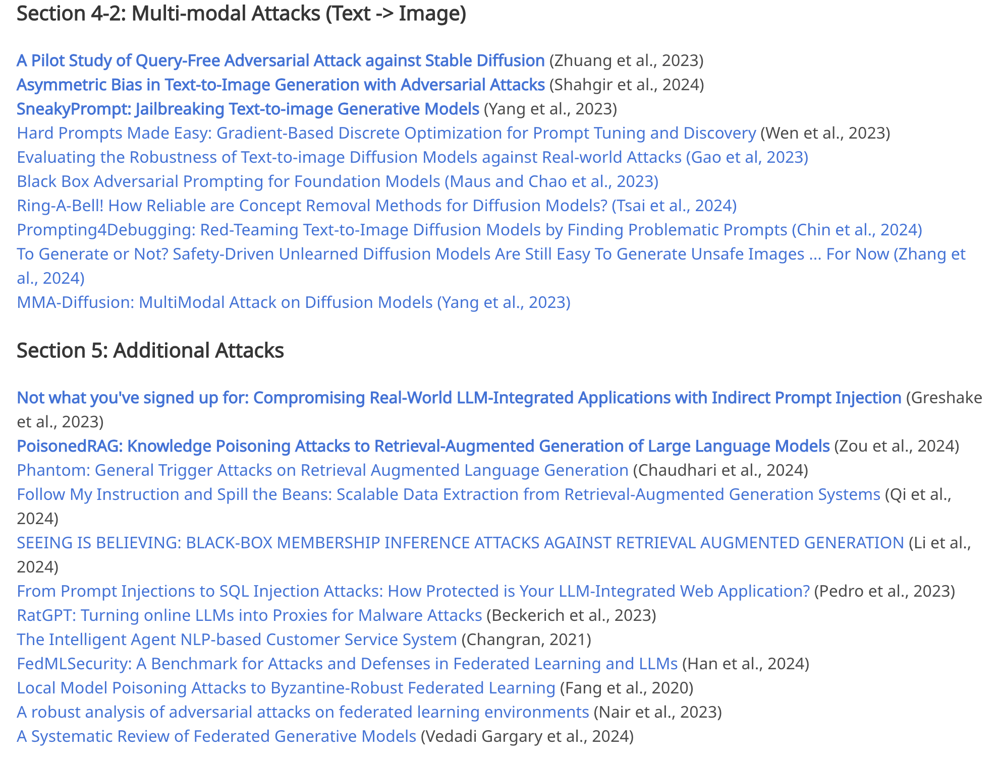 Section 4-2: Multi-modal Attacks (Text -> Image)
A Pilot Study of Query-Free Adversarial Attack against Stable Diffusion (Zhuang et al., 2023)
Asymmetric Bias in Text-to-Image Generation with Adversarial Attacks (Shahgir et al., 2024)
SneakyPrompt: Jailbreaking Text-to-image Generative Models (Yang et al., 2023)
Hard Prompts Made Easy: Gradient-Based Discrete Optimization for Prompt Tuning and Discovery (Wen et al., 2023)
Evaluating the Robustness of Text-to-image Diffusion Models against Real-world Attacks (Gao et al, 2023)
Black Box Adversarial Prompting for Foundation Models (Maus and Chao et al., 2023)
Ring-A-Bell! How Reliable are Concept Removal Methods for Diffusion Models? (Tsai et al., 2024)
Prompting4Debugging: Red-Teaming Text-to-Image Diffusion Models by Finding Problematic Prompts (Chin et al., 2024)
To Generate or Not? Safety-Driven Unlearned Diffusion Models Are Still Easy To Generate Unsafe Images ... For Now (Zhang et
al., 2024)
MMA-Diffusion: MultiModal Attack on Diffusion Models (Yang et al., 2023)
Section 5: Additional Attacks
Not what you've signed up for: Compromising Real-World LLM-Integrated Applications with Indirect Prompt Injection (Greshake
et al., 2023)
PoisonedRAG: Knowledge Poisoning Attacks to Retrieval-Augmented Generation of Large Language Models (Zou et al., 2024)
Phantom: General Trigger Attacks on Retrieval Augmented Language Generation (Chaudhari et al., 2024)
Follow My Instruction and Spill the Beans: Scalable Data Extraction from Retrieval-Augmented Generation Systems (Qi et al.,
2024)
SEEING IS BELIEVING: BLACK-BOX MEMBERSHIP INFERENCE ATTACKS AGAINST RETRIEVAL AUGMENTED GENERATION (Li et al.,
2024)
From Prompt Injections to SQL Injection Attacks: How Protected is Your LLM-Integrated Web Application? (Pedro et al., 2023)
RatGPT: Turning online LLMs into Proxies for Malware Attacks (Beckerich et al., 2023)
The Intelligent Agent NLP-based Customer Service System (Changran, 2021)
FedMLSecurity: A Benchmark for Attacks and Defenses in Federated Learning and LLMs (Han et al., 2024)
Local Model Poisoning Attacks to Byzantine-Robust Federated Learning (Fang et al., 2020)
A robust analysis of adversarial attacks on federated learning environments (Nair et al., 2023)
A Systematic Review of Federated Generative Models (Vedadi Gargary et al., 2024)